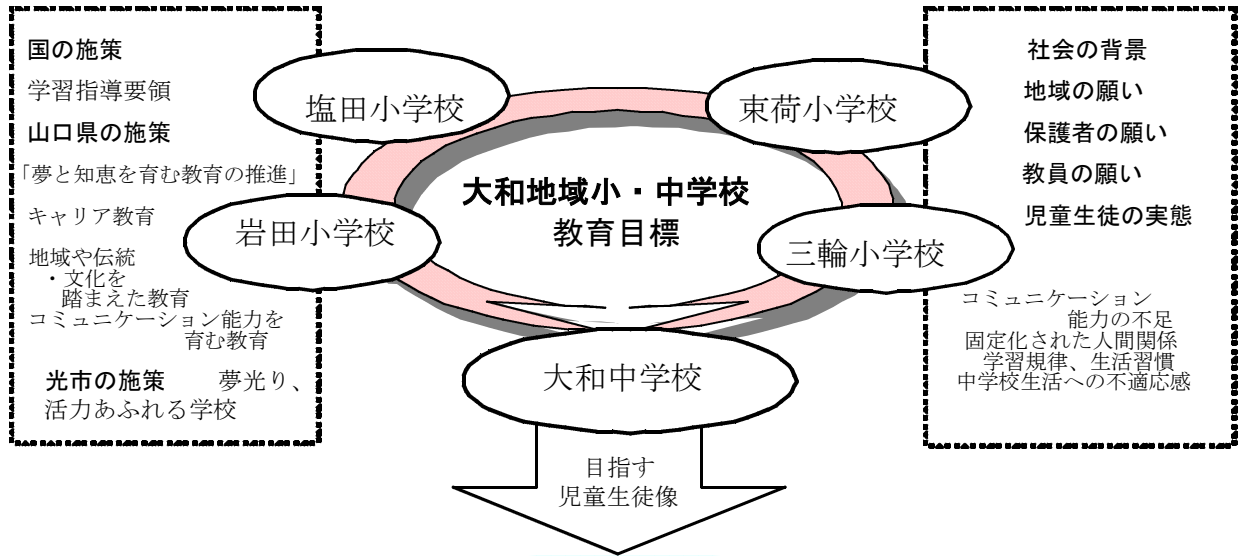 国の施策
学習指導要領
山口県の施策
「夢と知恵を育む教育の推進」
キャリア教育
地域や伝統
・文化を
踏まえた教育
コミュニケーション能力を
育む教育
光市の施策 夢光り、
活力あふれる学校
塩田小学校
束荷小学校
大和地域小・中学校
教育目標
岩田小学校
三輪小学校
大和中学校
目指す
児童生徒像
社会の背景
地域の願い
保護者の願い
教員の願い
児童生徒の実態
コミュニケーション
能力の不足
固定化された人間関係
学習規律、生活習慣
中学校生活への不適応感